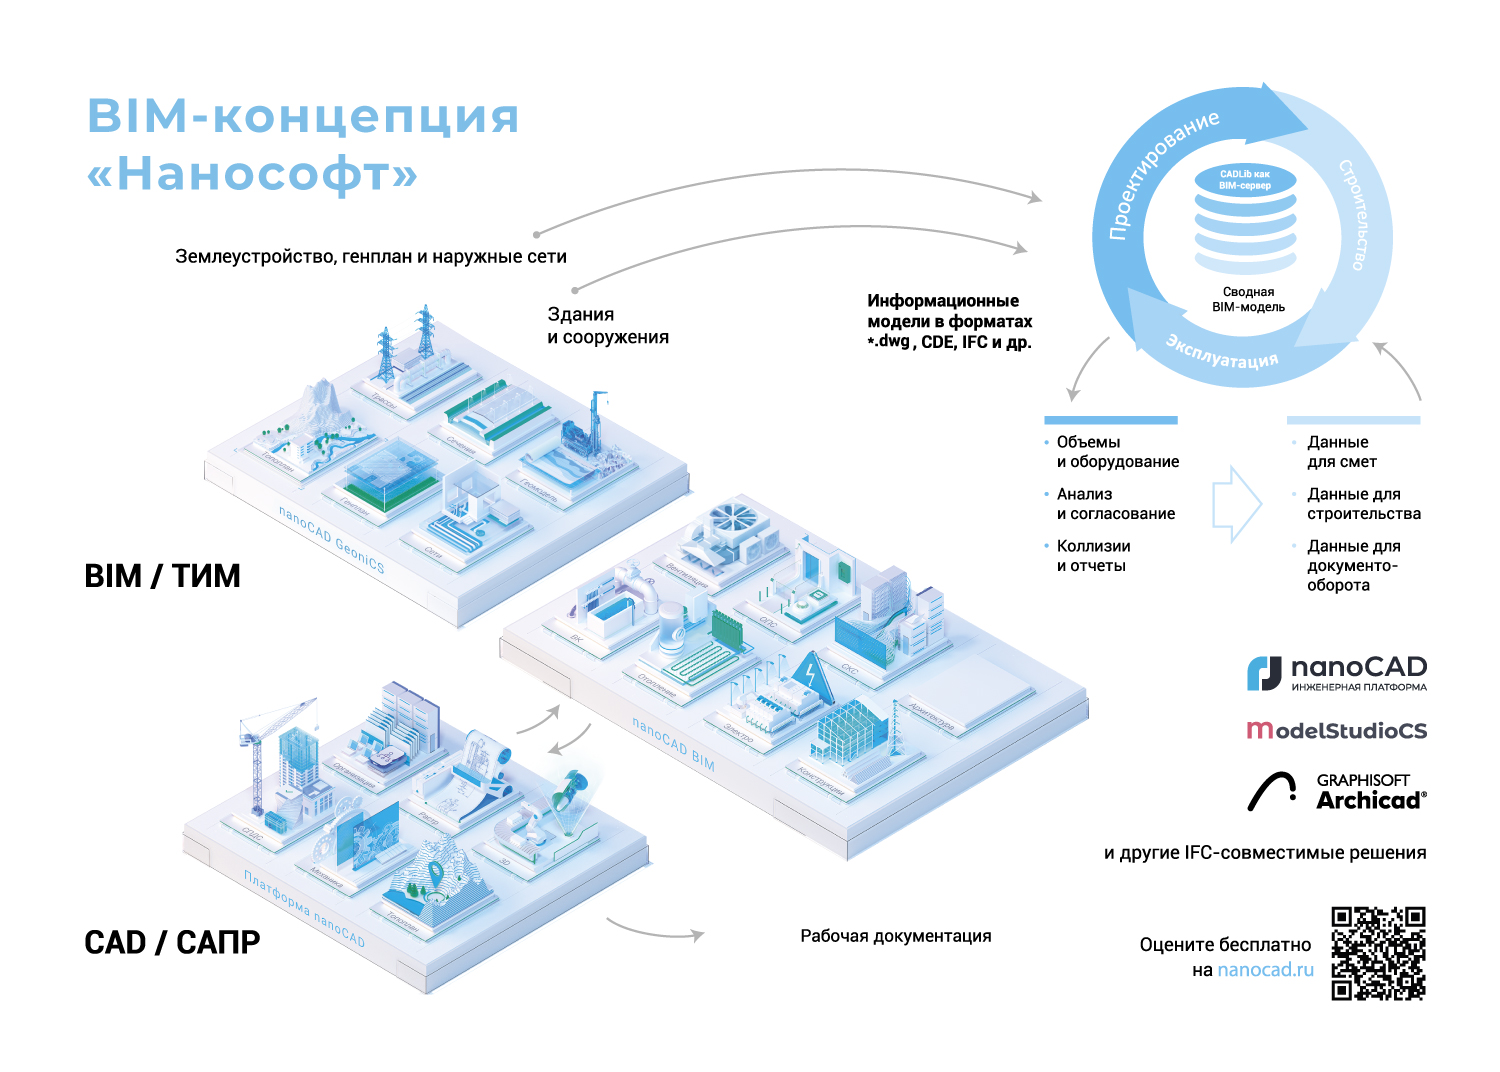 BIM-концепция
«Нанософт»
Землеустройство, генплан и наружные сети
Здания
и сооружения
Информационные
модели в форматах
*.dwg , CDE, IFC и др.
Проектирование
Строительство
Эксплуатация
CADLib как
BIM-сервер
Сводная
BIM-модель
• Объемы
и оборудование
• Анализ
и согласование
• Коллизии
и отчеты
• Данные
для смет
• Данные для
строительства
• Данные для
документо-
оборота
BIM / ТИМ
Трассы
Топоплан
Сечения
Генплан
Геомодель
Сети
nanoCAD GeoniCS
Вентиляция
ВК
ОПС
Отопление
СКС
Электро
Архитектура
Конструкции
nanoCAD BIM
CAD / САПР
Организация
СПДС
Растр
Механика
3D
Топоплан
Платформа nanoCAD
Рабочая документация
nanoCAD
ИНЖЕНЕРНАЯ ПЛАТФОРМА
modelStudioCS
GRAPHISOFT
Archicad®
и другие IFC-совместимые решения
Оцените бесплатно
на nanocad.ru